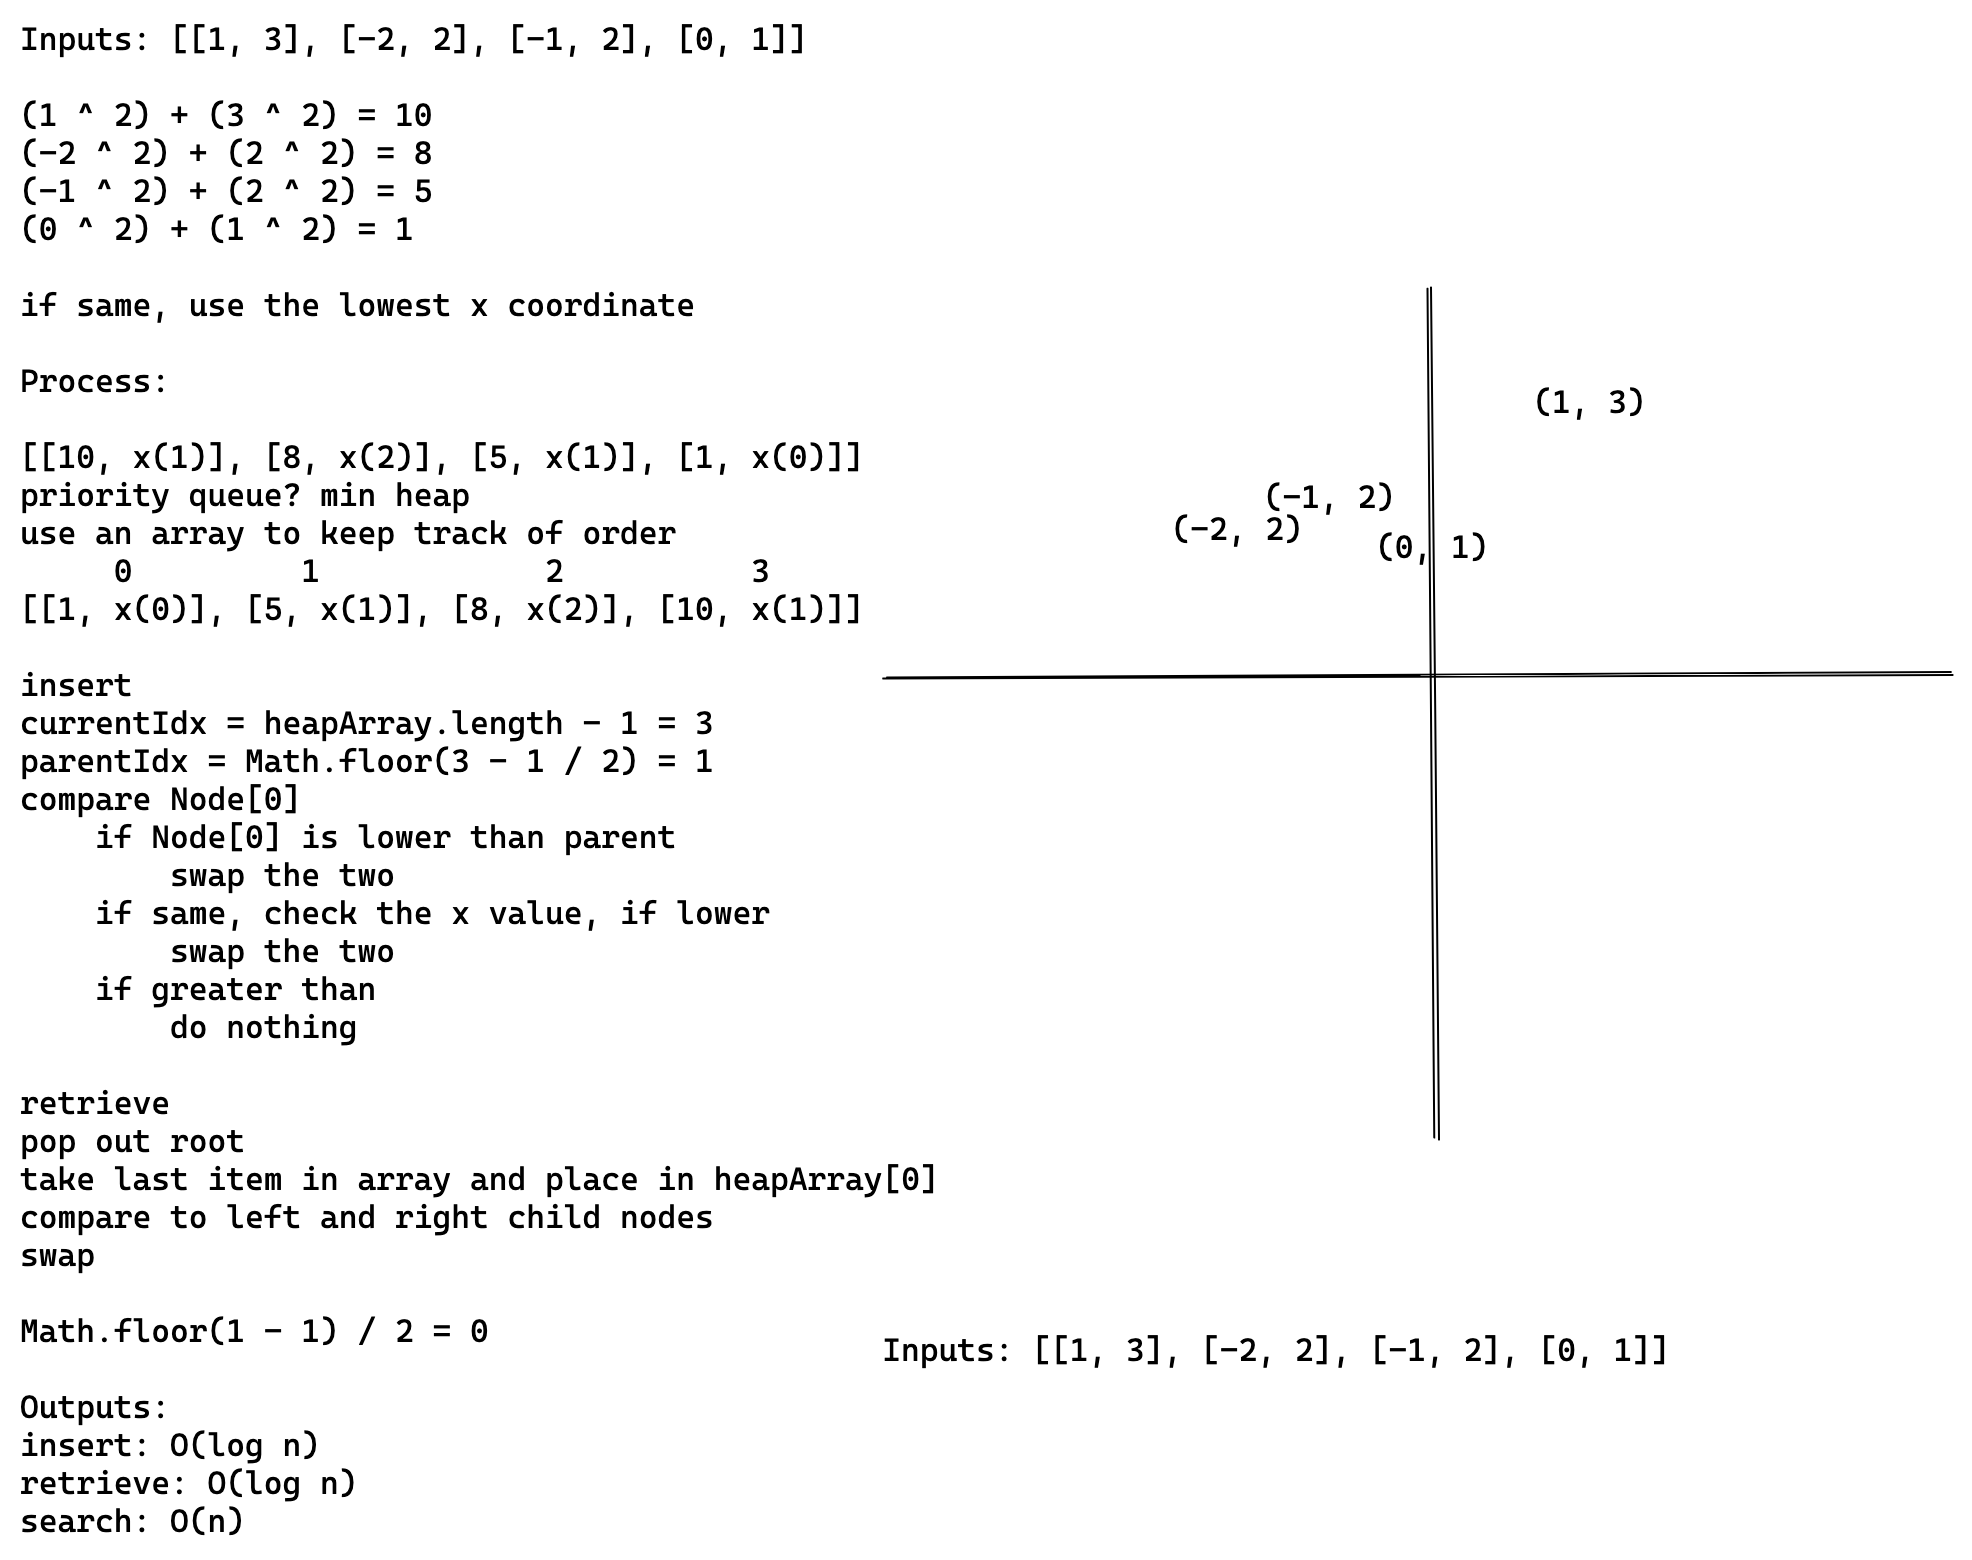 Inputs: [[1, 3], [-2, 2], [-1, 2], [0, 1]]
(1 ^ 2) + (3 ^ 2) = 10
(-2 ^ 2) + (2 ^ 2) = 8
(-1 ^ 2) + (2 ^ 2) = 5
(0 ^ 2) + (1 ^ 2) = 1
if same, use the lowest x coordinate
Process:
[[10, x(1)], [8, x(2)], [5, x(1)], [1, x(0)]]
priority queue? min heap
use an array to keep track of order
0 1 2 3
[[1, x(0)], [5, x(1)], [8, x(2)], [10, x(1)]]
insert
currentIdx = heapArray.length - 1 = 3
parentIdx = Math.floor(3 - 1 / 2) = 1
compare Node[0]
if Node[0] is lower than parent
swap the two
if same, check the x value, if lower
swap the two
if greater than
do nothing
retrieve
pop out root
take last item in array and place in heapArray[0]
compare to left and right child nodes
swap
Math.floor(1 - 1) / 2 = 0
Outputs:
insert: O(log n)
retrieve: O(log n)
search: O(n)
(1, 3)
(-1, 2)
(-2, 2)
(0, 1)
Inputs: [[1, 3], [-2, 2], [-1, 2], [0, 1]]